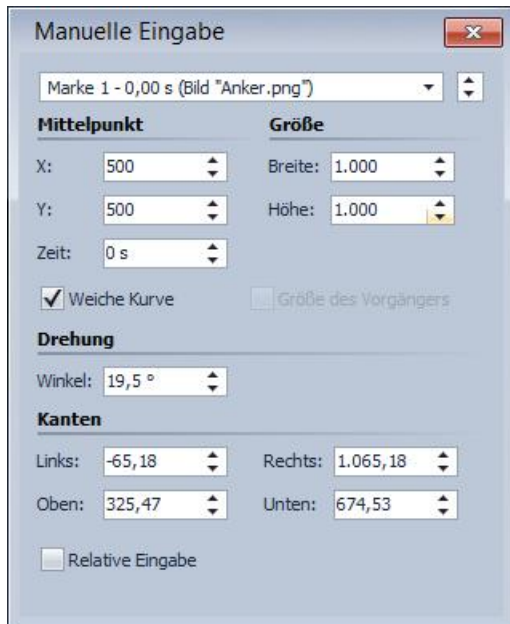 Manuelle Eingabe
Marke 1 - 0,00 s (Bild "Anker.png")
Mittelpunkt Größe
X: 500 Breite: 1.000
Y: 500 Höhe: 1.000
Zeit: 0 s
Weiche Kurve Größe des Vorgängers
Drehung
Winkel: 19,5 °
Kanten
Links: -65,18 Rechts: 1.065,18
Oben: 325,47 Unten: 674,53
Relative Eingabe